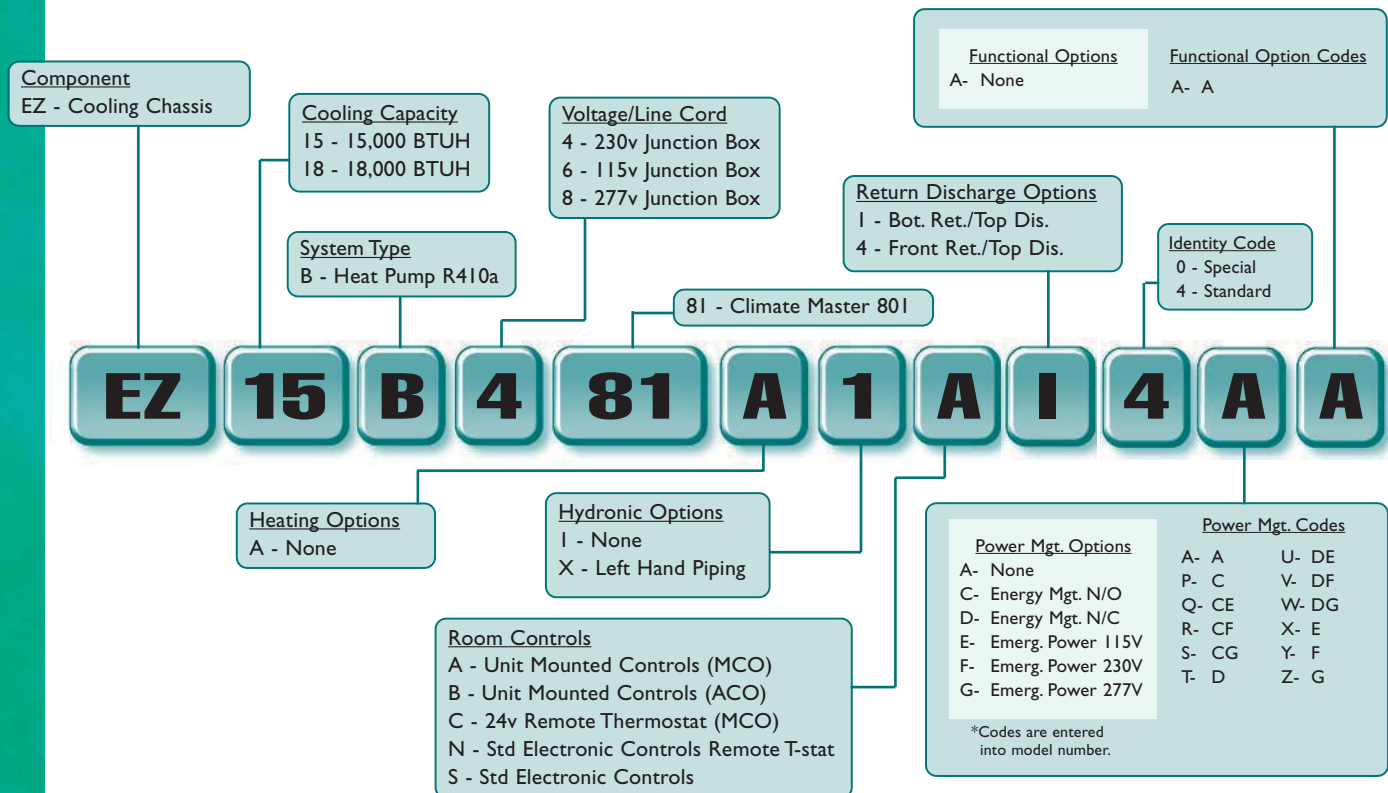 Component
EZ - Cooling Chassis
Cooling Capacity
15 - 15,000 BTUH
18 - 18,000 BTUH
System Type
B - Heat Pump R410a
Voltage/Line Cord
4 - 230v Junction Box
6 - 115v Junction Box
8 - 277v Junction Box
81 - Climate Master 801
Return Discharge Options
1 - Bot. Ret./Top Dis.
4 - Front Ret./Top Dis.
Identity Code
0 - Special
4 - Standard
Functional Options
A- None
Functional Option Codes
A- A
EZ 15 B 4 81 A 1 A I 4 A A
Heating Options
A - None
Hydronic Options
1 - None
X - Left Hand Piping
Room Controls
A - Unit Mounted Controls (MCO)
B - Unit Mounted Controls (ACO)
C - 24v Remote Thermostat (MCO)
N - Std Electronic Controls Remote T-stat
S - Std Electronic Controls
Power Mgt. Options
A- None
C- Energy Mgt. N/O
D- Energy Mgt. N/C
E- Emerg. Power 115V
F- Emerg. Power 230V
G- Emerg. Power 277V
*Codes are entered
into model number.
Power Mgt. Codes
A- A U- DE
P- C V- DF
Q- CE W- DG
R- CF X- E
S- CG Y- F
T- D Z- G